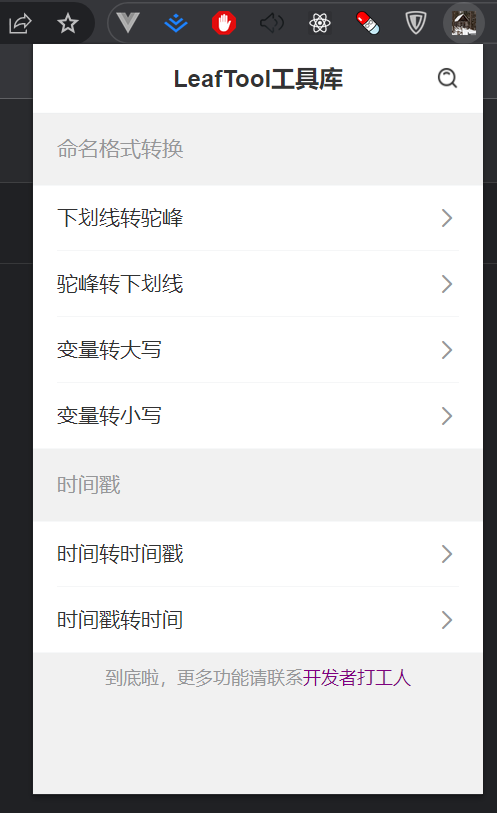 LeafTool工具库
命名格式转换
下划线转驼峰
驼峰转下划线
变量转大写
变量转小写
时间戳
时间转时间戳
时间戳转时间
到底啦，更多功能请联系开发者打工人